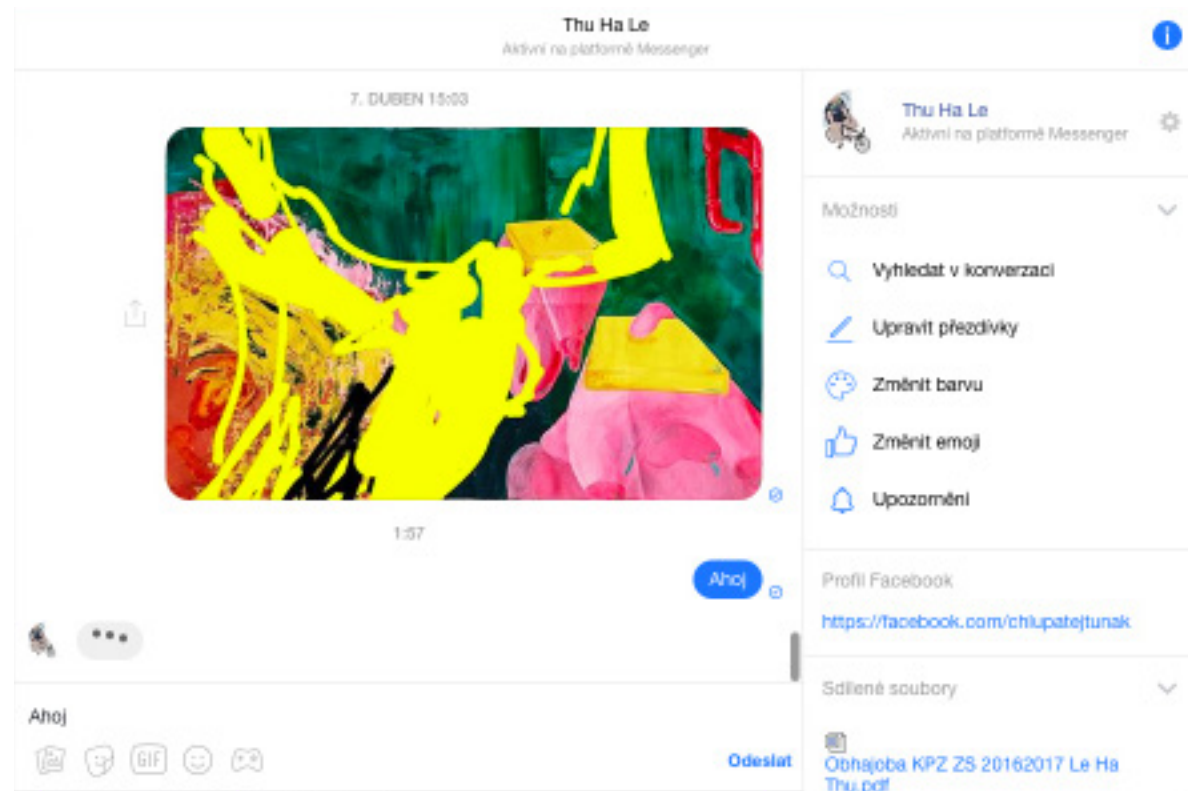 Thu Ha Le
Aktivní na platformě Messenger
7. DUBEN 15:03
1:57
Ahoj
Ahoj
GIF
Odeslat
Thu Ha Le
Aktivní na platformě Messenger
Možnosti
Vyhledat v konverzaci
Upravit přezdívky
Změnit barvu
Změnit emoji
Upozornění
Profil Facebook
https://facebook.com/chlupatejtunak
Sdílené soubory
Obhajoba KPZ ZS 20162017 Le Ha
Thu.pdf